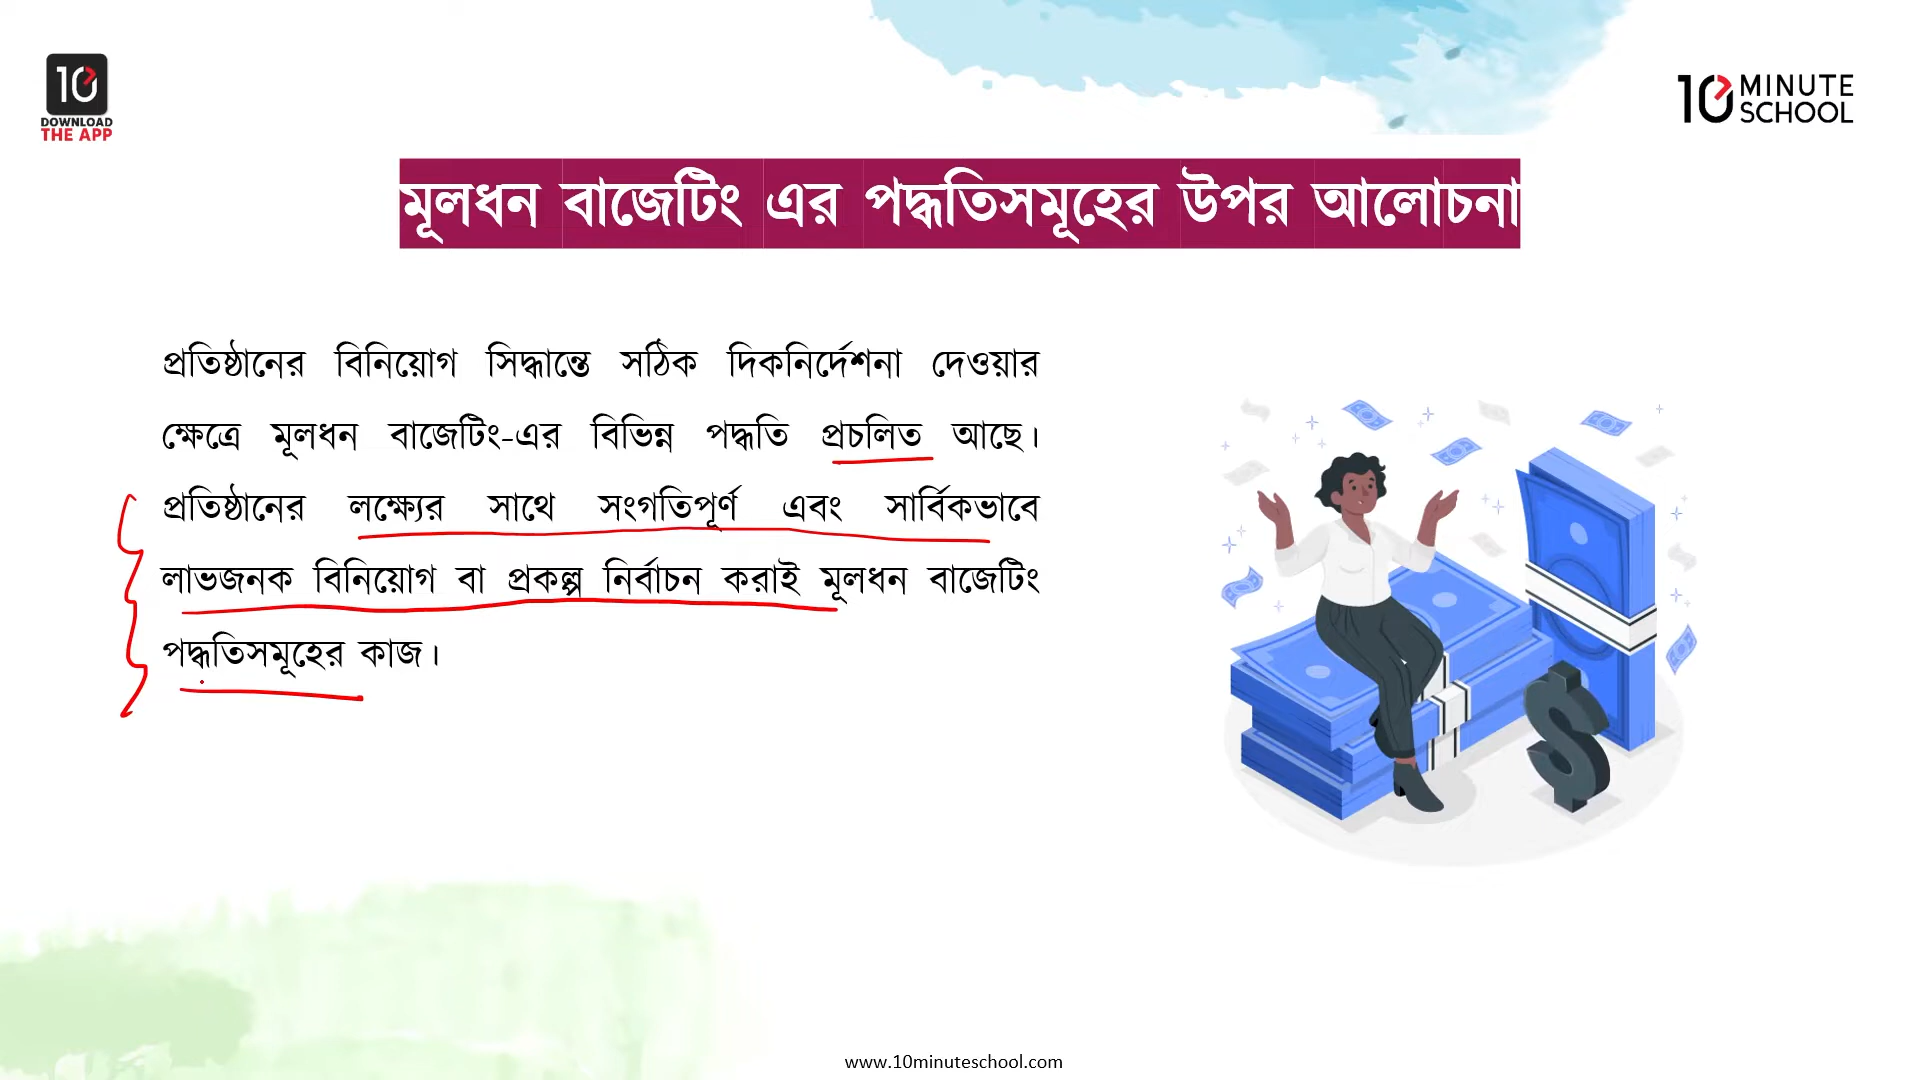 10
DOWNLOAD
THE APP
10 MINUTE
SCHOOL
মূলধন বাজেটিং এর পদ্ধতিসমূহের উপর আলোচনা
প্রতিষ্ঠানের বিনিয়োগ সিদ্ধান্তে সঠিক দিকনির্দেশনা দেওয়ার
ক্ষেত্রে মূলধন বাজেটিং-এর বিভিন্ন পদ্ধতি প্রচলিত আছে।
প্রতিষ্ঠানের লক্ষ্যের সাথে সংগতিপূর্ণ এবং সার্বিকভাবে
লাভজনক বিনিয়োগ বা প্রকল্প নির্বাচন করাই মূলধন বাজেটিং
পদ্ধতিসমূহের কাজ।
$
www.10minuteschool.com